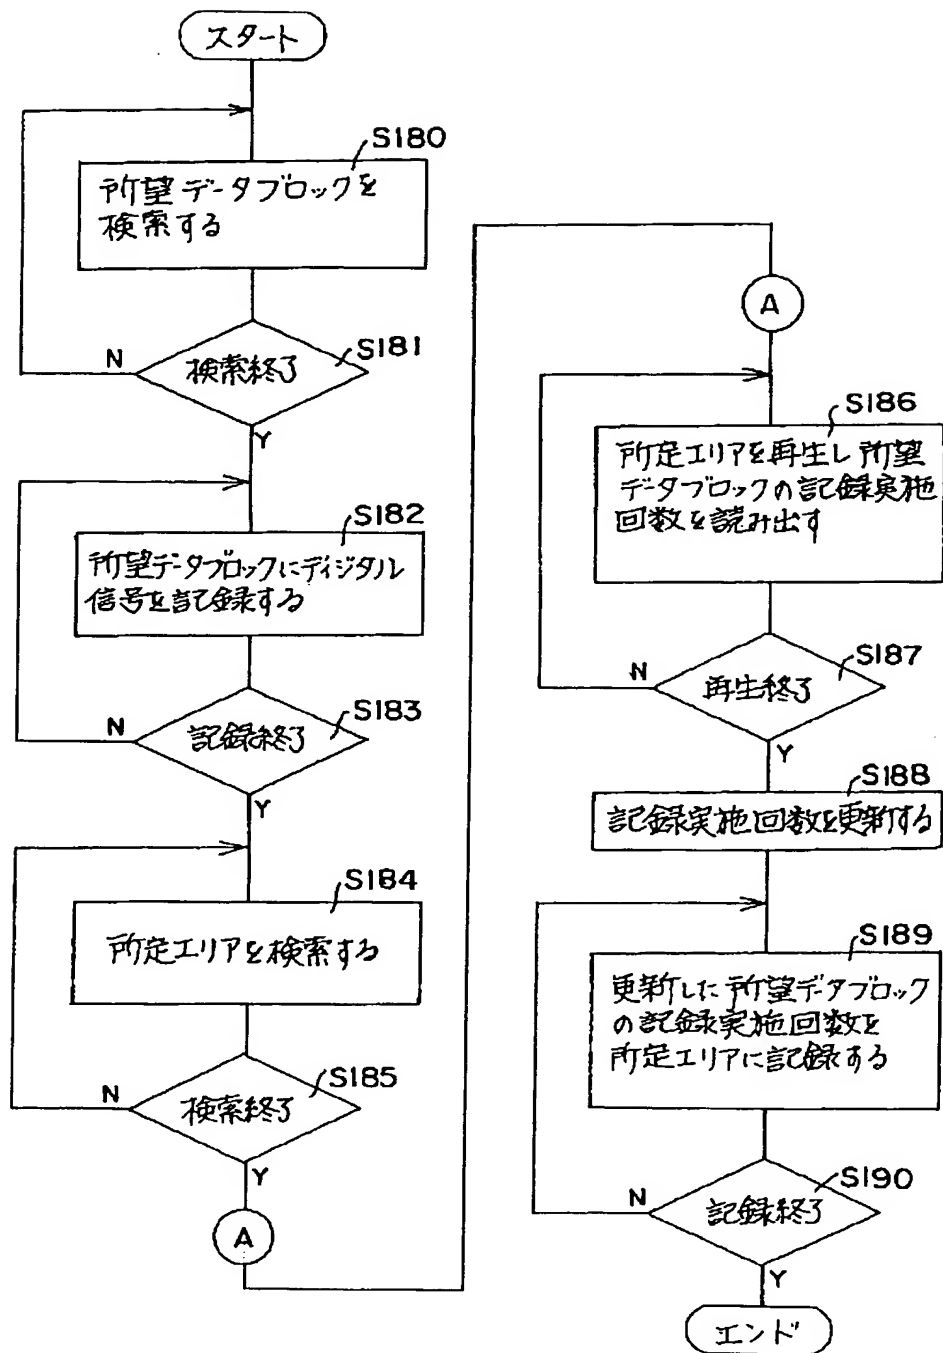 スタート
S180
所望データブロックを
検索する
S181
検索終了
N
Y
S182
所望データブロックにディジタル
信号を記録する
S183
記録終了
N
Y
S184
所定エリアを検索する
S185
検索終了
N
Y
A
A
S186
所定エリアを再生し所望
データブロックの記録実施
回数を読み出す
S187
再生終了
N
Y
S188
記録実施回数を更新する
S189
更新した所望データブロック
の記録実施回数を
所定エリアに記録する
S190
記録終了
N
Y
エンド